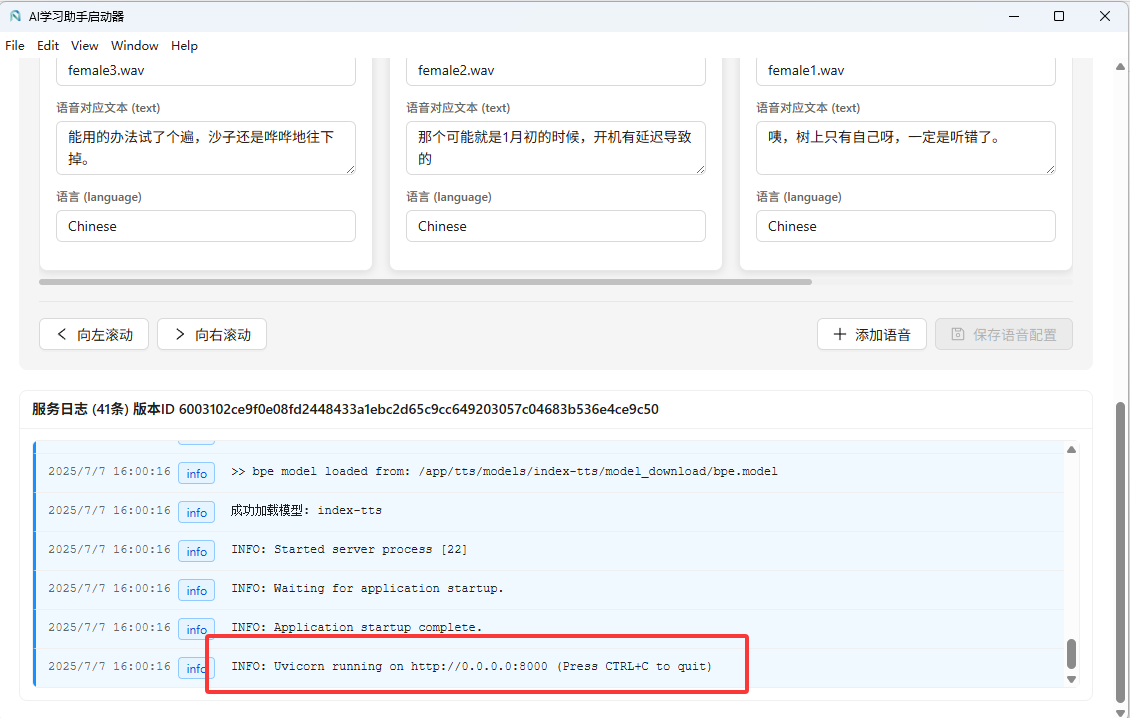 AI学习助手启动器
File Edit View Window Help
female3.wav female2.wav female1.wav
语音对应文本 (text) 语音对应文本 (text) 语音对应文本 (text)
能用的办法试了个遍，沙子还是哗哗地往下
掉。
那个可能就是1月初的时候，开机有延迟导致
的
咦，树上只有自己呀，一定是听错了。
语言 (language) 语言 (language) 语言 (language)
Chinese Chinese Chinese
向左滚动 向右滚动 添加语音 保存语音配置
服务日志 (41条) 版本ID 6003102ce9f0e08fd2448433a1ebc2d65c9cc649203057c04683b536e4ce9c50
2025/7/7 16:00:16 info >> bpe model loaded from: /app/tts/models/index-tts/model_download/bpe.model
2025/7/7 16:00:16 info 成功加载模型: index-tts
2025/7/7 16:00:16 info INFO: Started server process [22]
2025/7/7 16:00:16 info INFO: Waiting for application startup.
2025/7/7 16:00:16 info INFO: Application startup complete.
2025/7/7 16:00:16 info INFO: Uvicorn running on http://0.0.0.0:8000 (Press CTRL+C to quit)